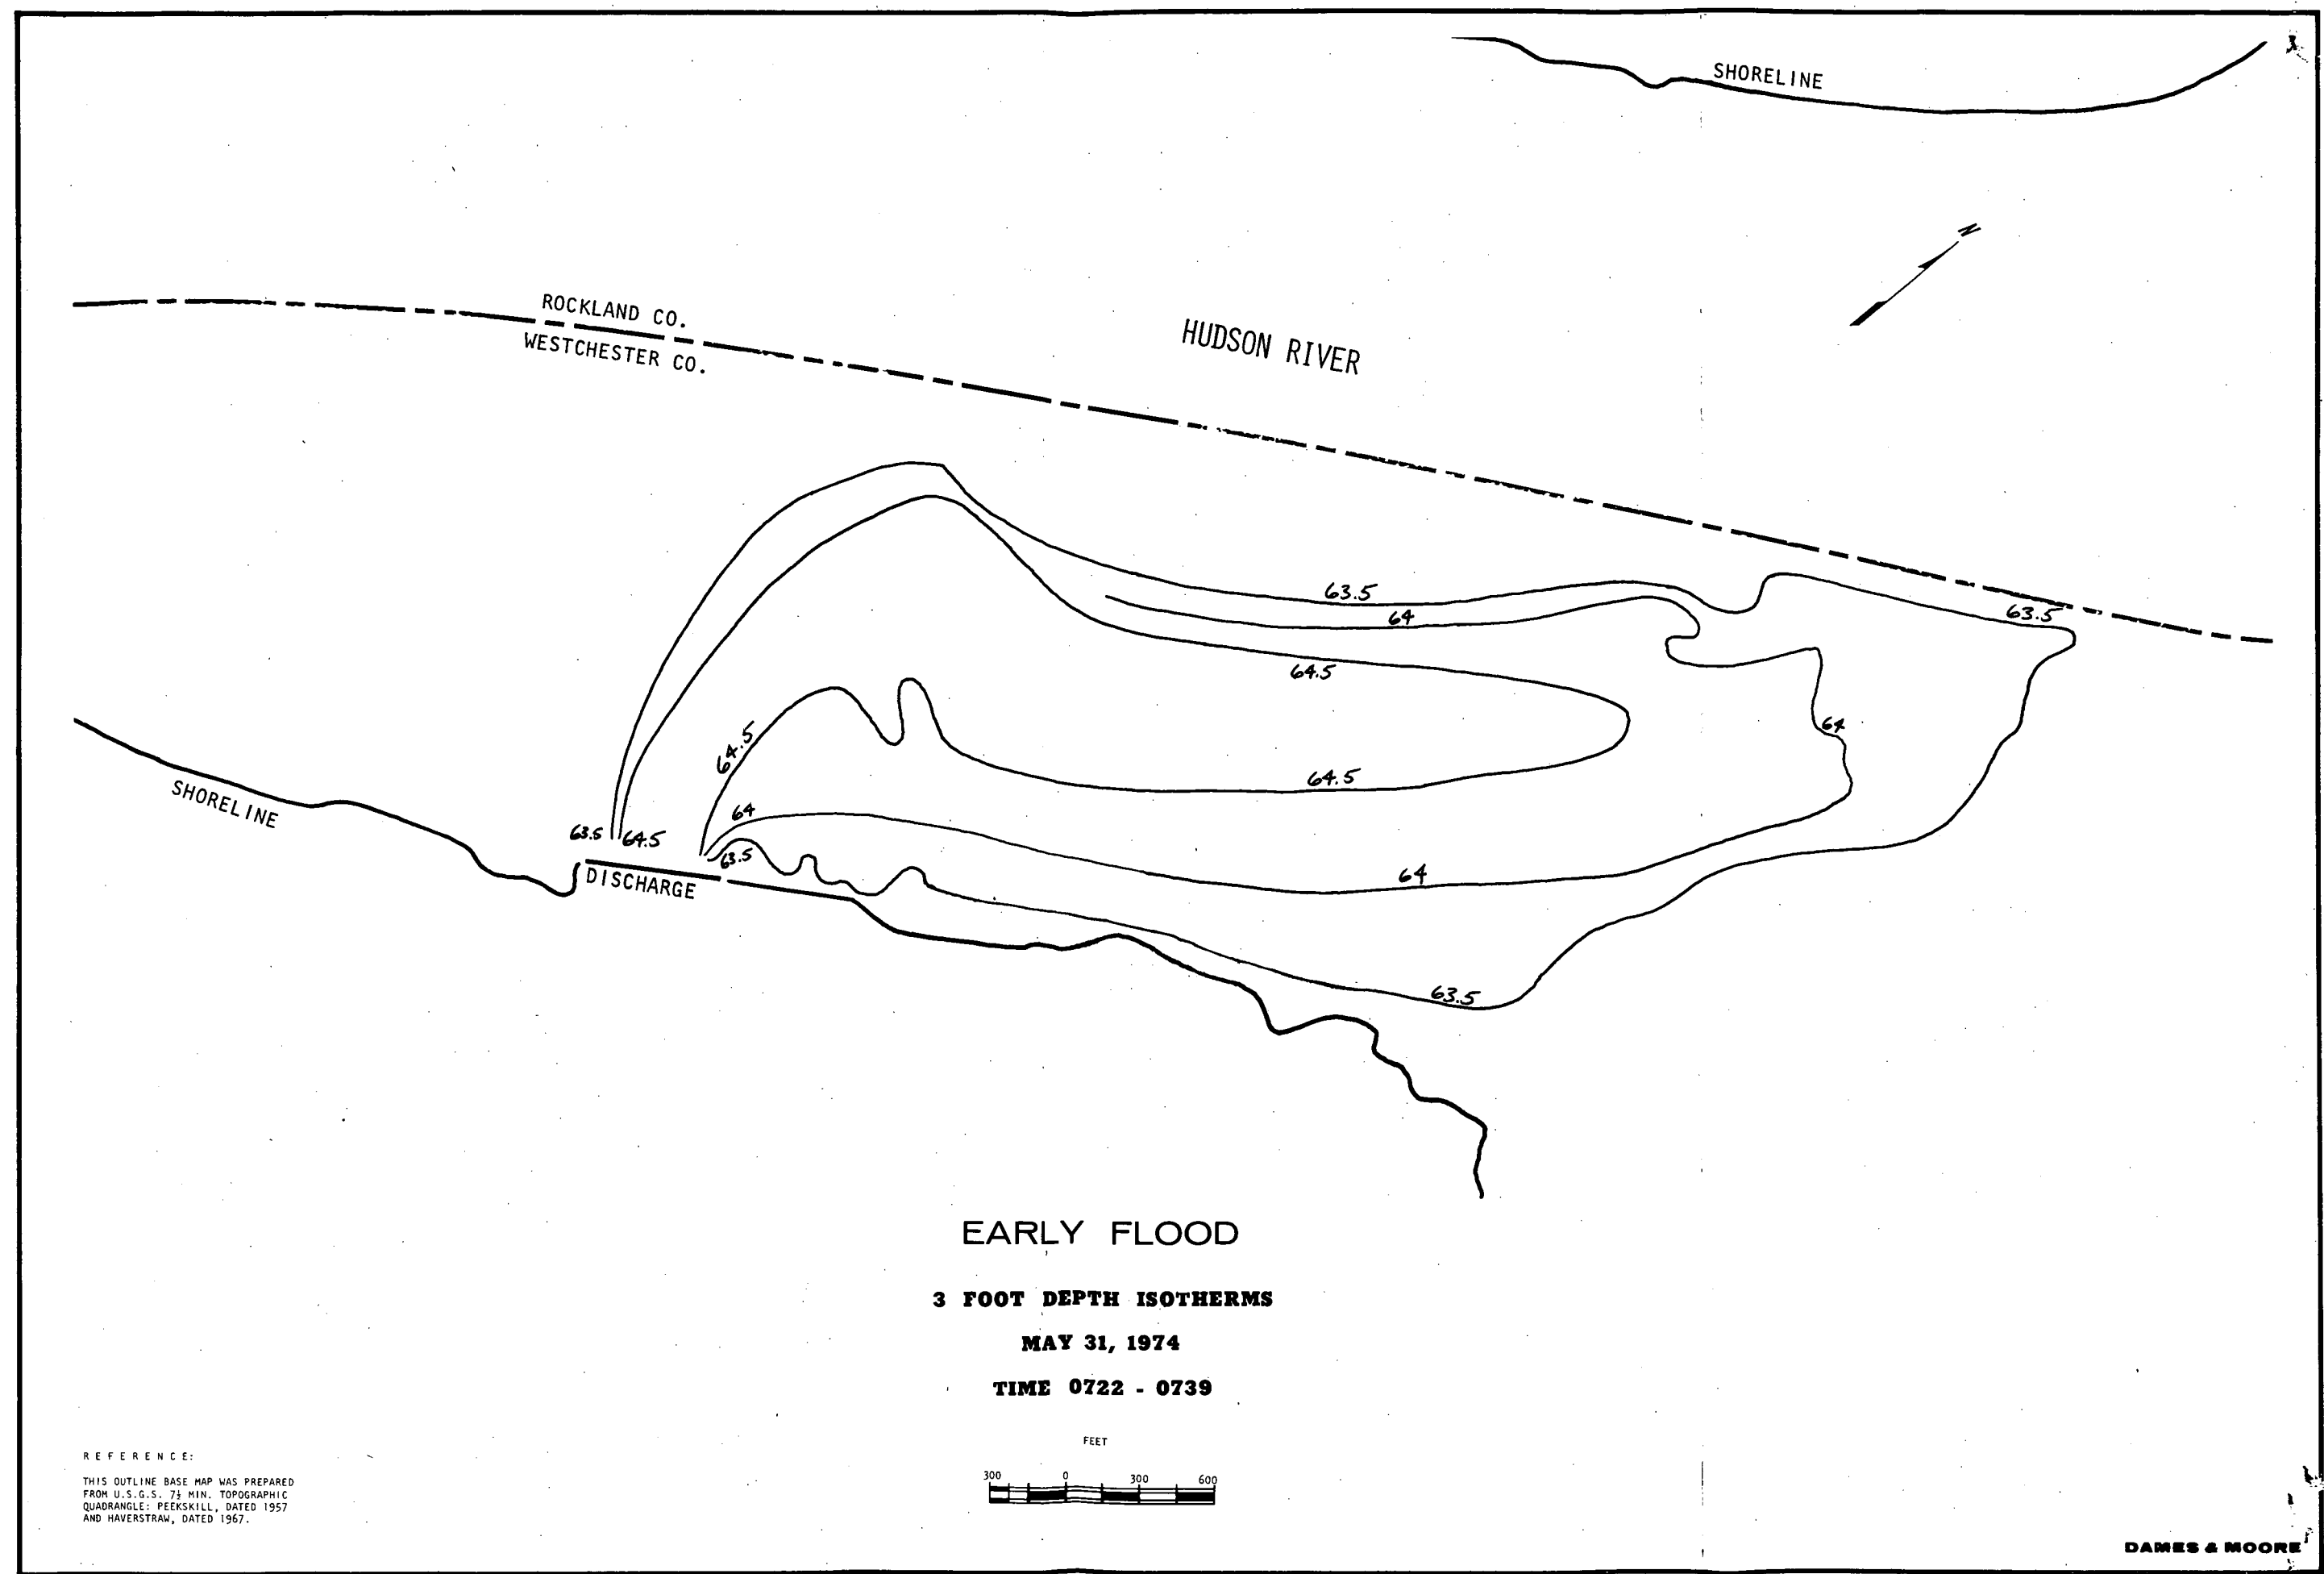 SHORELINE
N
ROCKLAND CO.
WESTCHESTER CO.
HUDSON RIVER
63.5
63.5
64
64.5
64.5
64
64.5
SHORELINE
64
63.5
64.5
63.5
DISCHARGE
64
63.5
EARLY FLOOD
3 FOOT DEPTH ISOTHERMS
MAY 31, 1974
TIME 0722 - 0739
FEET
300 0 300 600
REFERENCE:
THIS OUTLINE BASE MAP WAS PREPARED
FROM U.S.G.S. 7½ MIN. TOPOGRAPHIC
QUADRANGLE: PEEKSKILL, DATED 1957
AND HAVERSTRAW, DATED 1967.
DAMES & MOORE